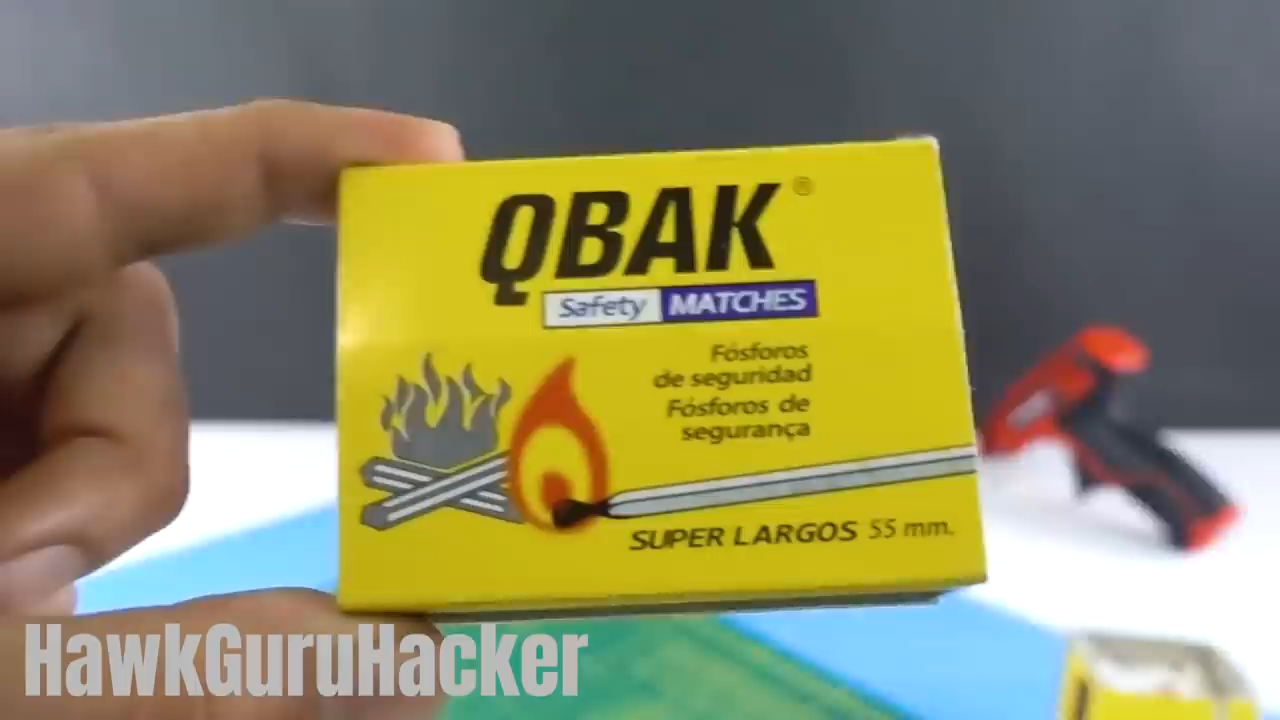 QBAK®
Safety MATCHES
Fósforos
de seguridad
Fósforos de
segurança
SUPER LARGOS 55 mm.
HawkGuruHacker